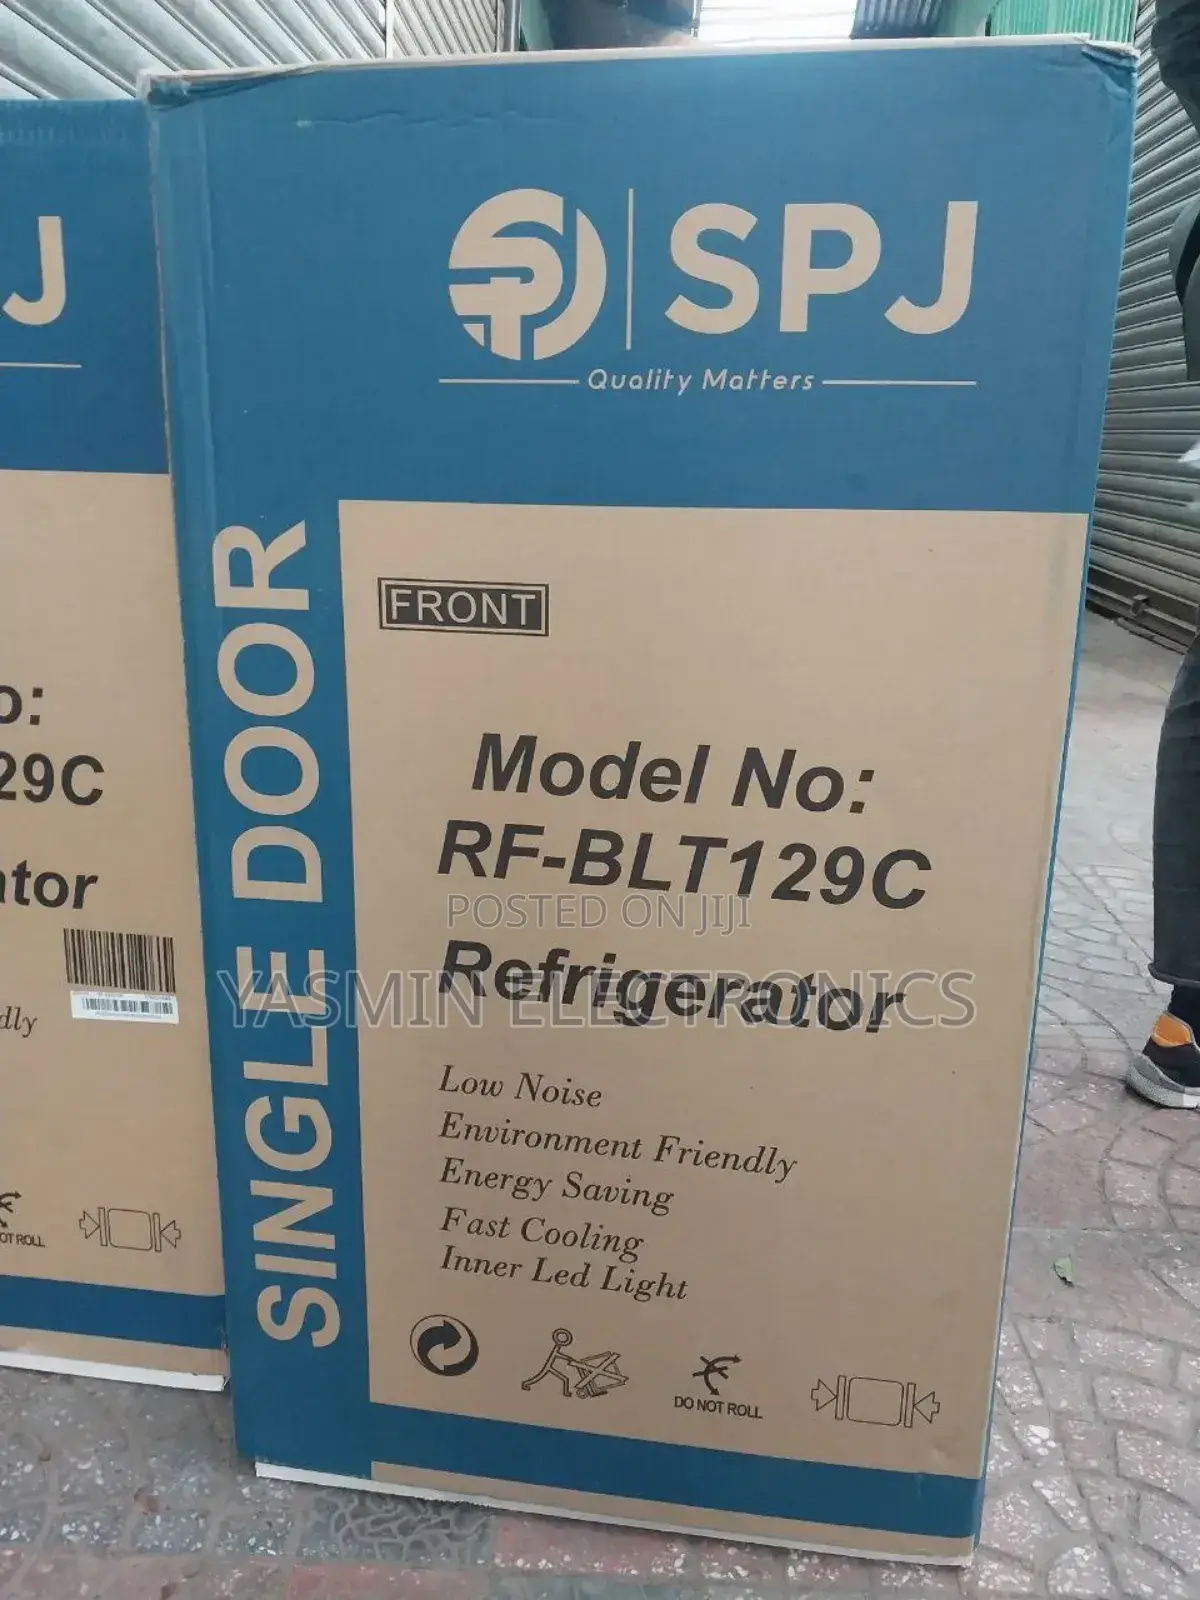 SPJ
Quality Matters
SINGLE DOOR
FRONT
Model No:
RF-BLT129C
POSTED ON JIJI
Refrigerator
YASMIN ELECTRONICS
Low Noise
Environment Friendly
Energy Saving
Fast Cooling
Inner Led Light
DO NOT ROLL
J
o:
29C
ator
dly
OT ROLL